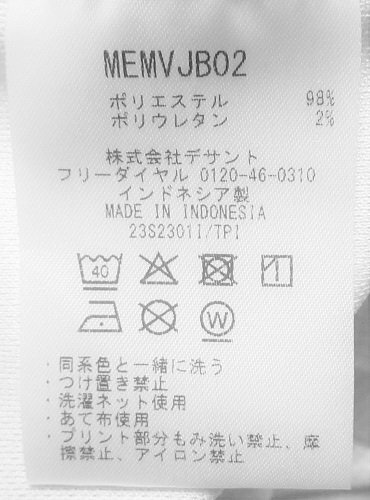 MEMVJB02
ポリエステル 98%
ポリウレタン 2%
株式会社デサント
フリーダイヤル 0120-46-0310
インドネシア製
MADE IN INDONESIA
23S2301I/TPI
40
W
・同系色と一緒に洗う
・つけ置き禁止
・洗濯ネット使用
・あて布使用
・プリント部分もみ洗い禁止、摩
擦禁止、アイロン禁止